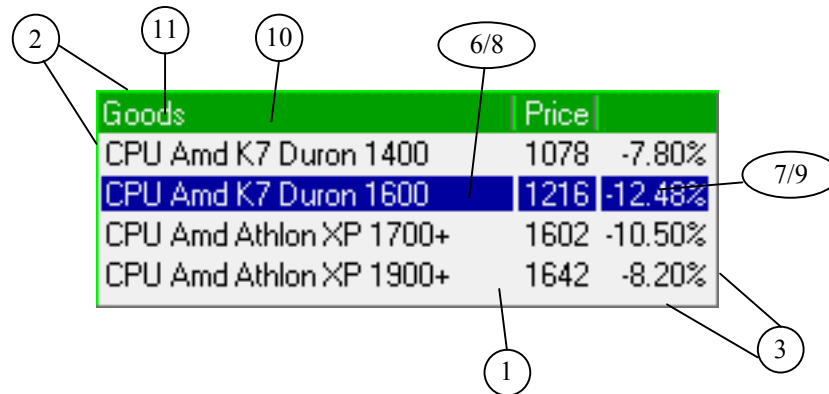 2
11
10
6/8
Goods Price
CPU Amd K7 Duron 1400 1078 -7.80%
CPU Amd K7 Duron 1600 1216 -12.48%
7/9
CPU Amd Athlon XP 1700+ 1602 -10.50%
CPU Amd Athlon XP 1900+ 1642 -8.20%
3
1